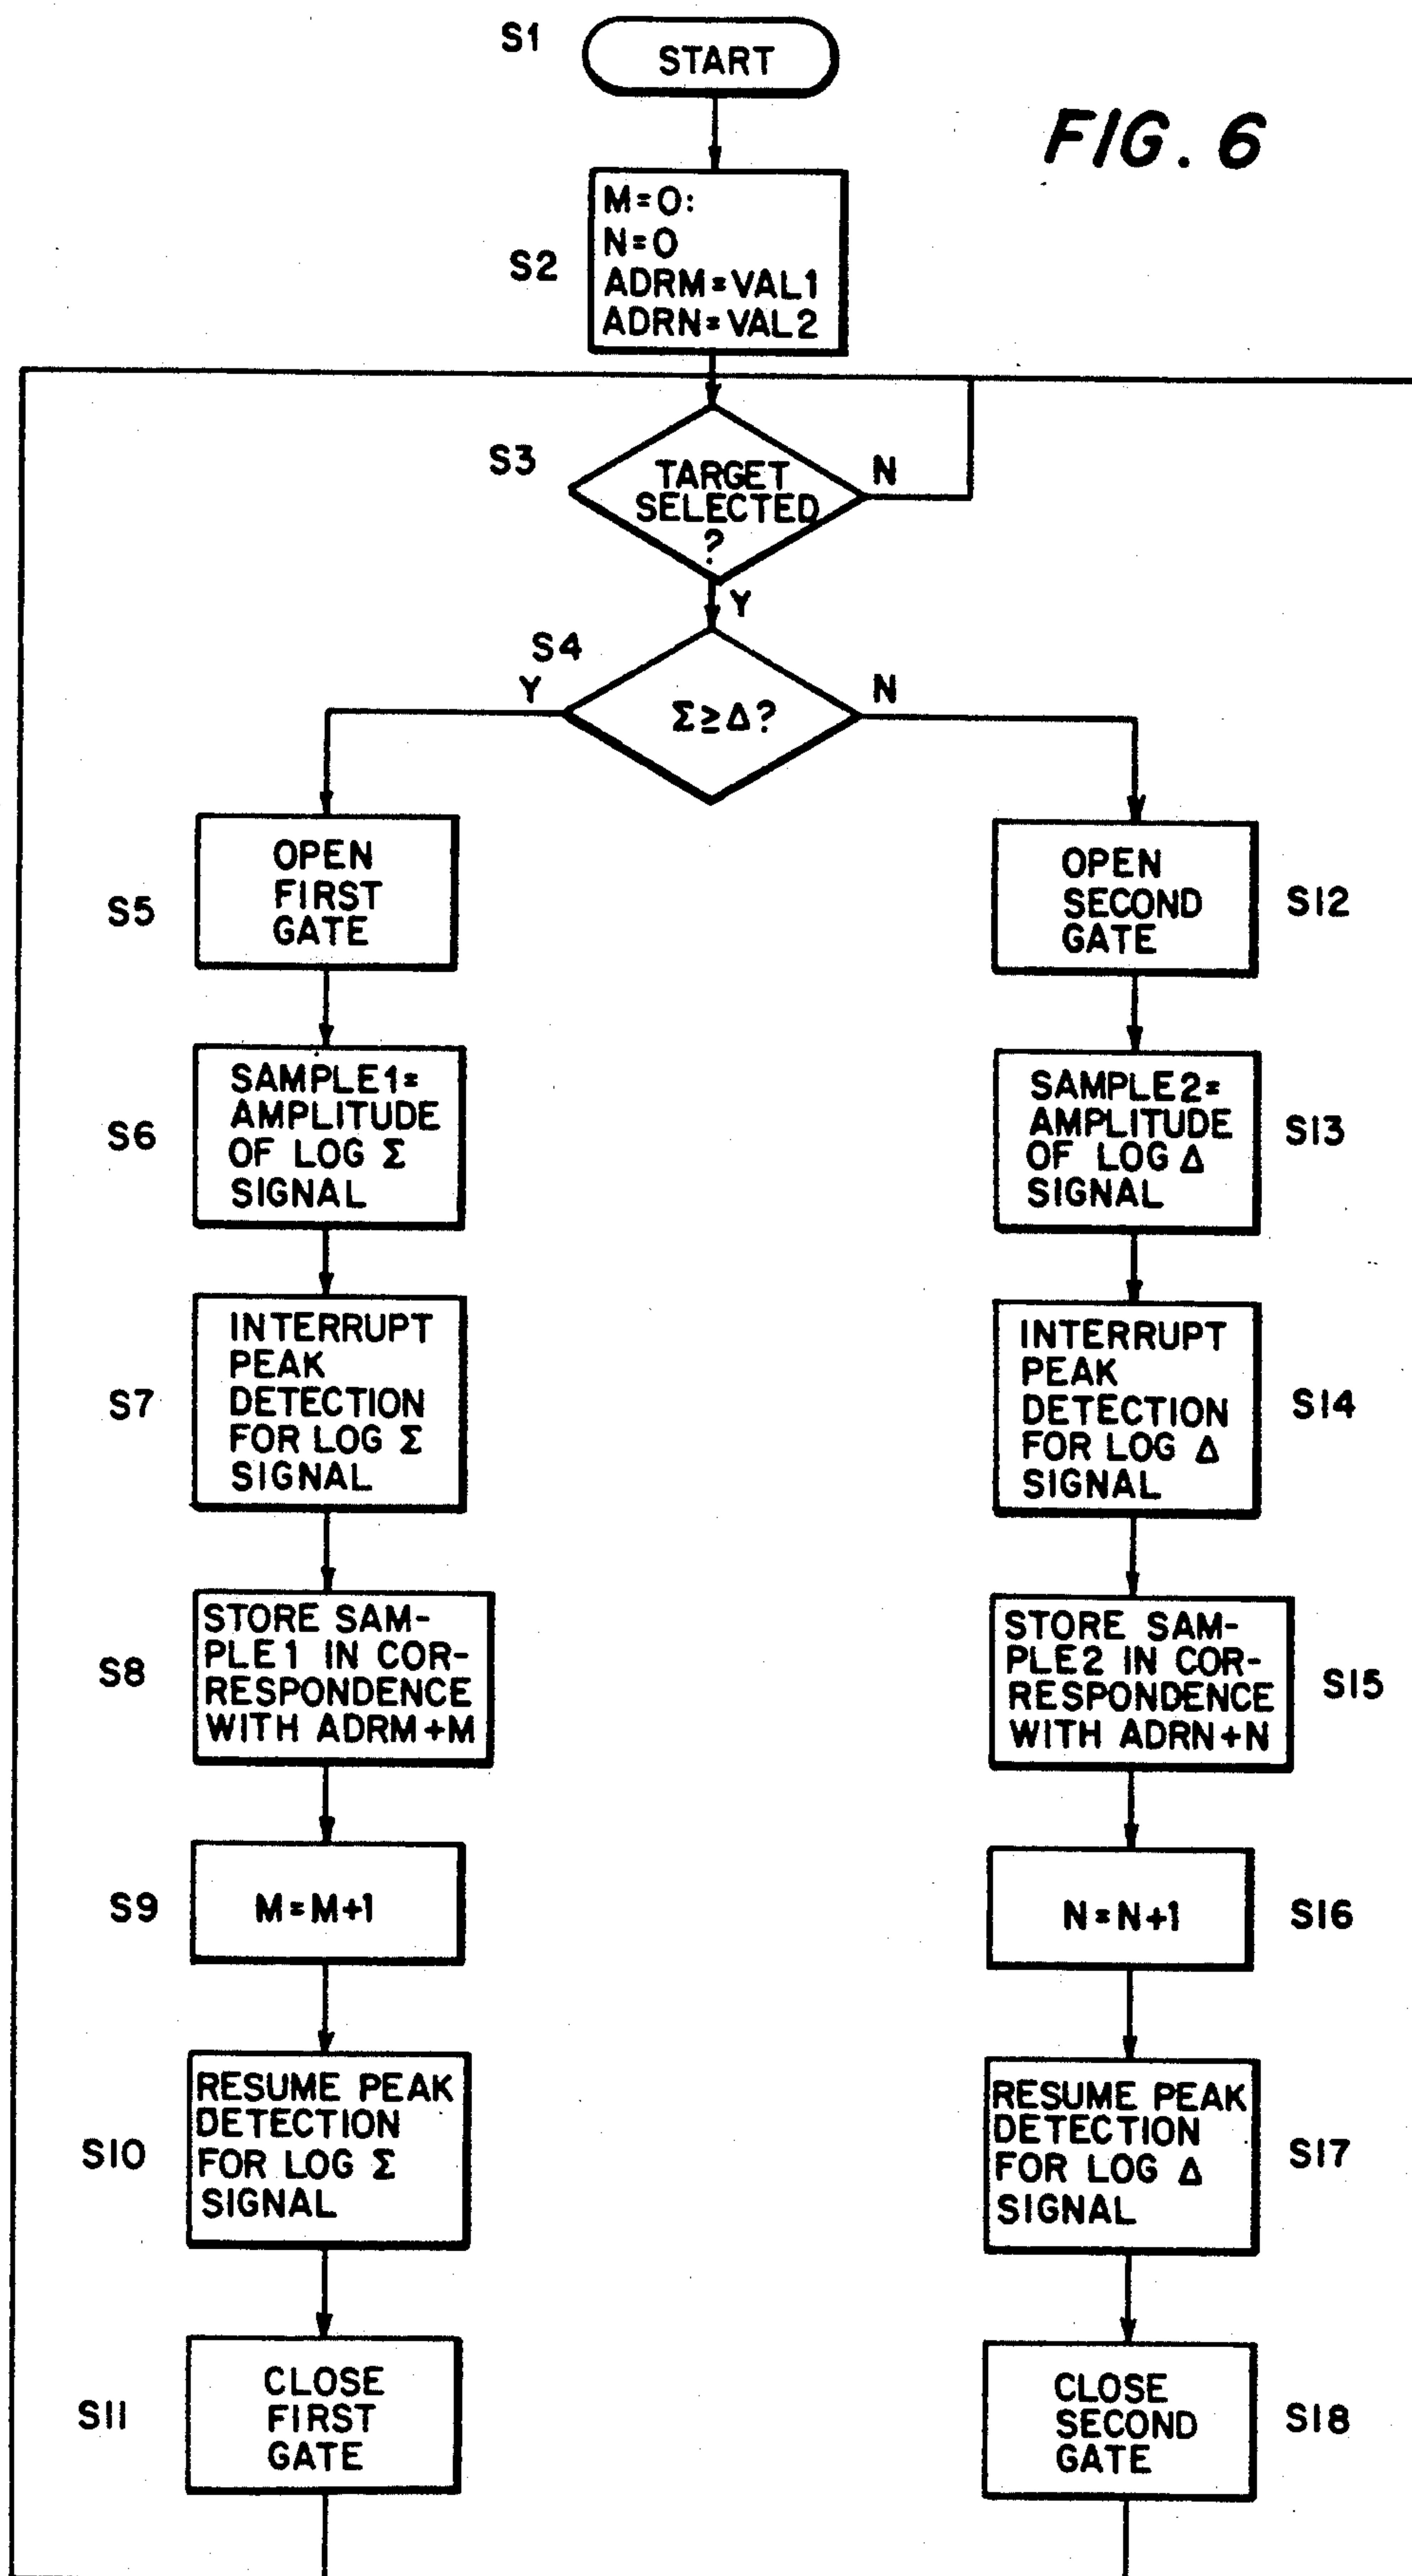 S1
START
FIG. 6
S2
M=0:
N=0
ADRM=VAL1
ADRN=VAL2
S3
TARGET
SELECTED
?
N
Y
S4
Y
Σ≥Δ?
N
S5
OPEN
FIRST
GATE
OPEN
SECOND
GATE
S12
S6
SAMPLE1=
AMPLITUDE
OF LOG Σ
SIGNAL
SAMPLE2=
AMPLITUDE
OF LOG Δ
SIGNAL
S13
S7
INTERRUPT
PEAK
DETECTION
FOR LOG Σ
SIGNAL
INTERRUPT
PEAK
DETECTION
FOR LOG Δ
SIGNAL
S14
S8
STORE SAM-
PLE1 IN COR-
RESPONDENCE
WITH ADRM+M
STORE SAM-
PLE2 IN COR-
RESPONDENCE
WITH ADRN+N
S15
S9
M=M+1
N=N+1
S16
S10
RESUME PEAK
DETECTION
FOR LOG Σ
SIGNAL
RESUME PEAK
DETECTION
FOR LOG Δ
SIGNAL
S17
S11
CLOSE
FIRST
GATE
CLOSE
SECOND
GATE
S18